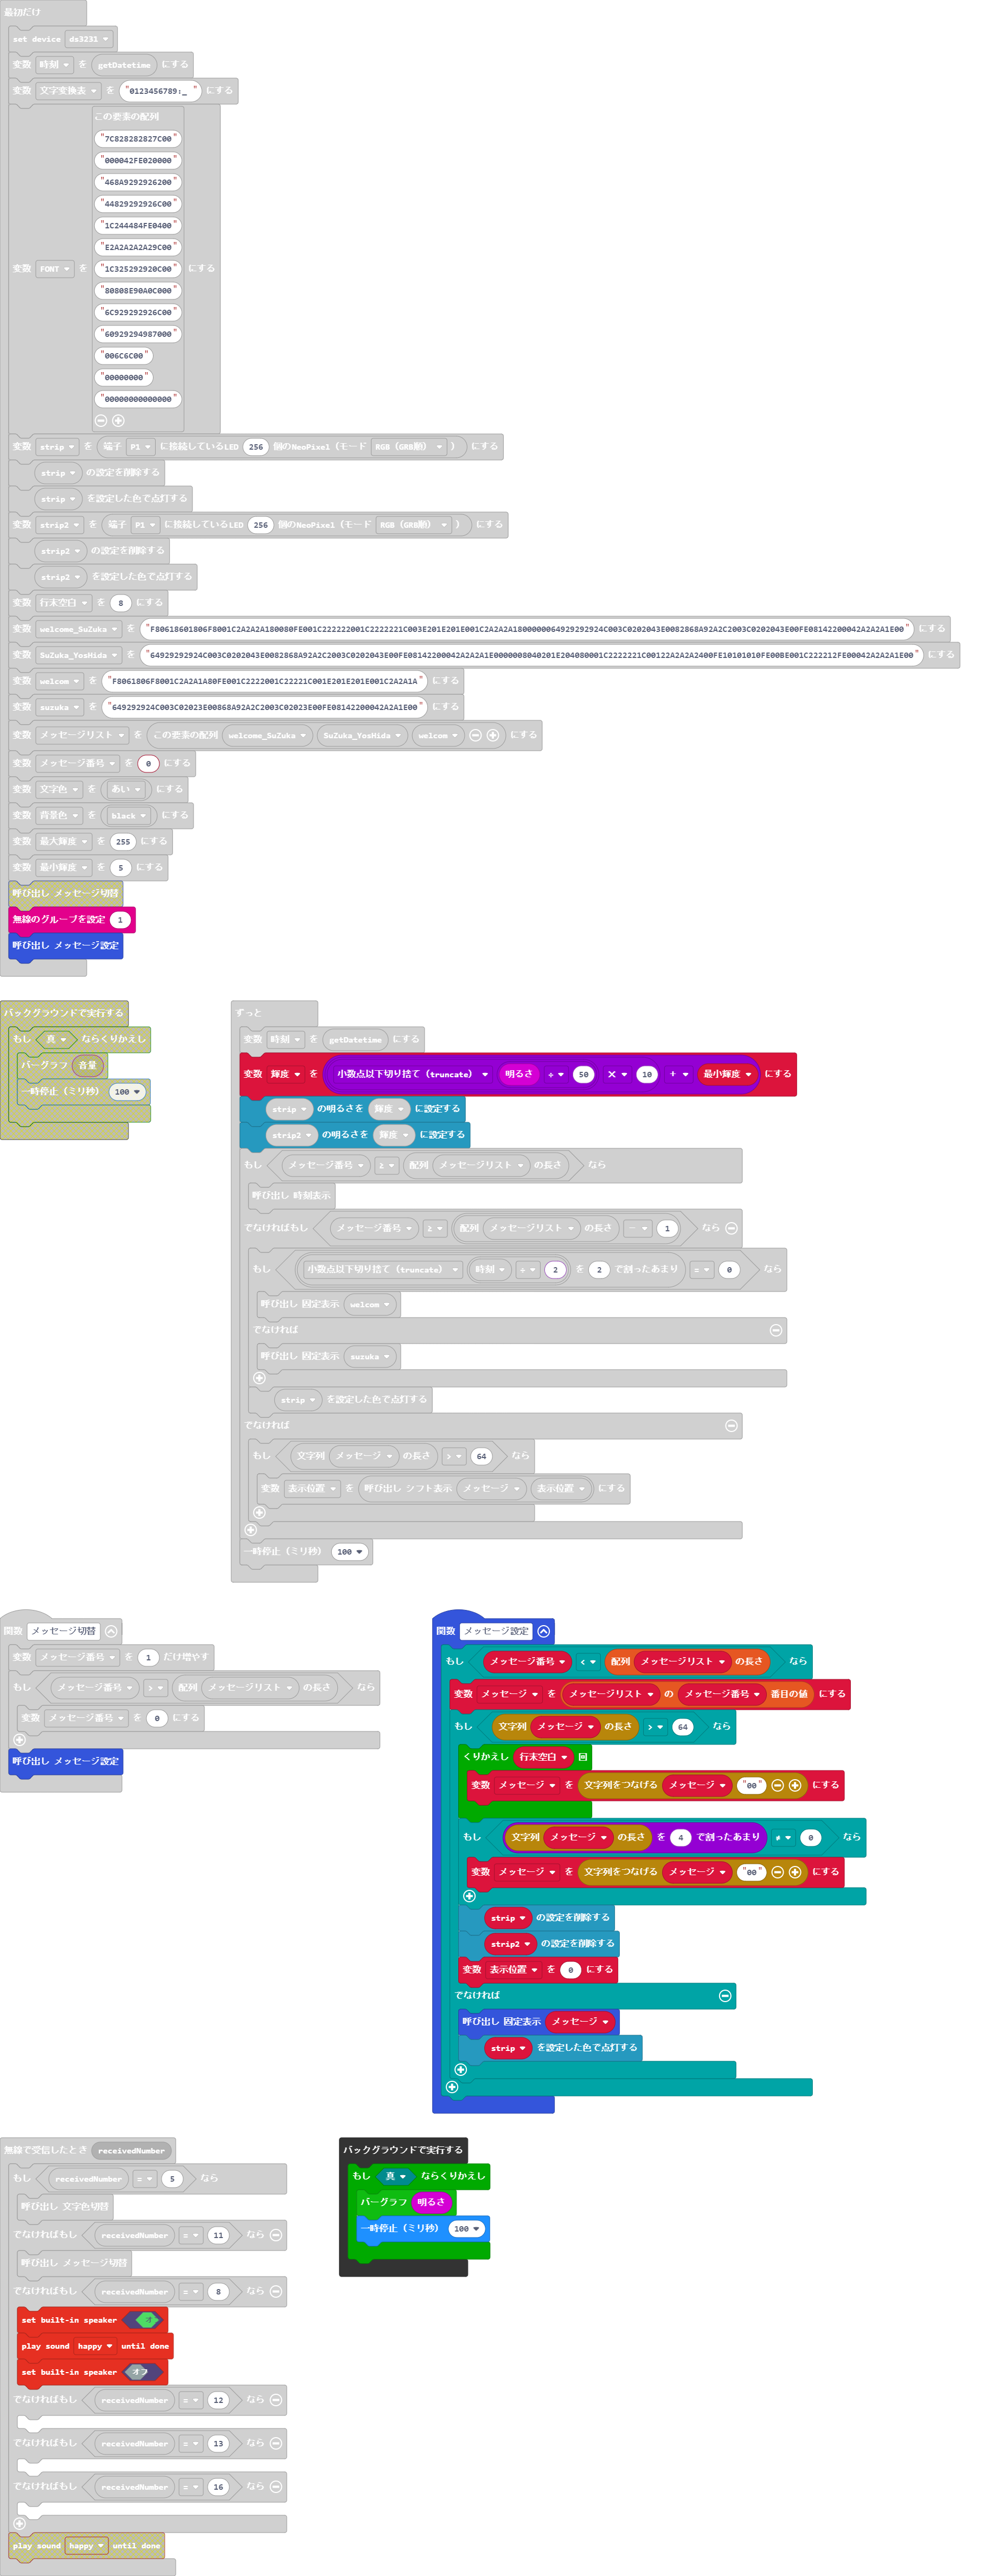 最初だけ
set device ds3231
変数 時刻 を getDatetime にする
変数 文字変換表 を "0123456789:_ " にする
この要素の配列
"7C828282827C00"
"000042FE020000"
"468A9292926200"
"44829292926C00"
"1C244484FE0400"
"E2A2A2A2A29C00"
変数 FONT を "1C325292920C00" にする
"80808E90A0C000"
"6C929292926C00"
"60929294987000"
"006C6C00"
"00000000"
"00000000000000"
変数 strip を 端子 P1 に接続しているLED 256 個のNeoPixel (モード RGB (GRB順) ) にする
strip の設定を削除する
strip を設定した色で点灯する
変数 strip2 を 端子 P1 に接続しているLED 256 個のNeoPixel (モード RGB (GRB順) ) にする
strip2 の設定を削除する
strip2 を設定した色で点灯する
変数 行末空白 を 8 にする
変数 welcome_SuZuka を "F80618601806F8001C2A2A2A180080FE001C222222001C2222221C003E201E201E001C2A2A2A1800000064929292924C003C0202043E0082868A92A2C2003C0202043E00FE08142200042A2A2A1E00" にする
変数 SuZuka_YosHida を "64929292924C003C0202043E0082868A92A2C2003C0202043E00FE08142200042A2A2A1E0000008040201E204080001C2222221C00122A2A2A2400FE10101010FE00BE001C222212FE00042A2A2A1E00" にする
変数 welcom を "F8061806F8001C2A2A1A80FE001C2222001C22221C001E201E201E001C2A2A1A" にする
変数 suzuka を "649292924C003C02023E00868A92A2C2003C02023E00FE08142200042A2A1E00" にする
変数 メッセージリスト を この要素の配列 welcome_SuZuka SuZuka_YosHida welcom にする
変数 メッセージ番号 を 0 にする
変数 文字色 を あい にする
変数 背景色 を black にする
変数 最大輝度 を 255 にする
変数 最小輝度 を 5 にする
呼び出し メッセージ切替
無線のグループを設定 1
呼び出し メッセージ設定
バックグラウンドで実行する
もし 真 ならくりかえし
バーグラフ 音量
一時停止 (ミリ秒) 100
ずっと
変数 時刻 を getDatetime にする
変数 輝度 を 小数点以下切り捨て (truncate) 明るさ ÷ 50 × 10 + 最小輝度 にする
strip の明るさを 輝度 に設定する
strip2 の明るさを 輝度 に設定する
もし メッセージ番号 ≥ 配列 メッセージリスト の長さ なら
呼び出し 時刻表示
でなければもし メッセージ番号 ≥ 配列 メッセージリスト の長さ - 1 なら
もし 小数点以下切り捨て (truncate) 時刻 ÷ 2 を 2 で割ったあまり = 0 なら
呼び出し 固定表示 welcom
でなければ
呼び出し 固定表示 suzuka
strip を設定した色で点灯する
でなければ
もし 文字列 メッセージ の長さ > 64 なら
変数 表示位置 を 呼び出し シフト表示 メッセージ 表示位置 にする
一時停止 (ミリ秒) 100
関数 メッセージ切替
変数 メッセージ番号 を 1 だけ増やす
もし メッセージ番号 > 配列 メッセージリスト の長さ なら
変数 メッセージ番号 を 0 にする
呼び出し メッセージ設定
関数 メッセージ設定
もし メッセージ番号 < 配列 メッセージリスト の長さ なら
変数 メッセージ を メッセージリスト の メッセージ番号 番目の値 にする
もし 文字列 メッセージ の長さ > 64 なら
くりかえし 行末空白 回
変数 メッセージ を 文字列をつなげる メッセージ "00" にする
もし 文字列 メッセージ の長さ を 4 で割ったあまり ≠ 0 なら
変数 メッセージ を 文字列をつなげる メッセージ "00" にする
strip の設定を削除する
strip2 の設定を削除する
変数 表示位置 を 0 にする
でなければ
呼び出し 固定表示 メッセージ
strip を設定した色で点灯する
無線で受信したとき receivedNumber
もし receivedNumber = 5 なら
呼び出し 文字色切替
でなければもし receivedNumber = 11 なら
呼び出し メッセージ切替
でなければもし receivedNumber = 8 なら
set built-in speaker オ
play sound happy until done
set built-in speaker オフ
でなければもし receivedNumber = 12 なら
でなければもし receivedNumber = 13 なら
でなければもし receivedNumber = 16 なら
play sound happy until done
バックグラウンドで実行する
もし 真 ならくりかえし
バーグラフ 明るさ
一時停止 (ミリ秒) 100